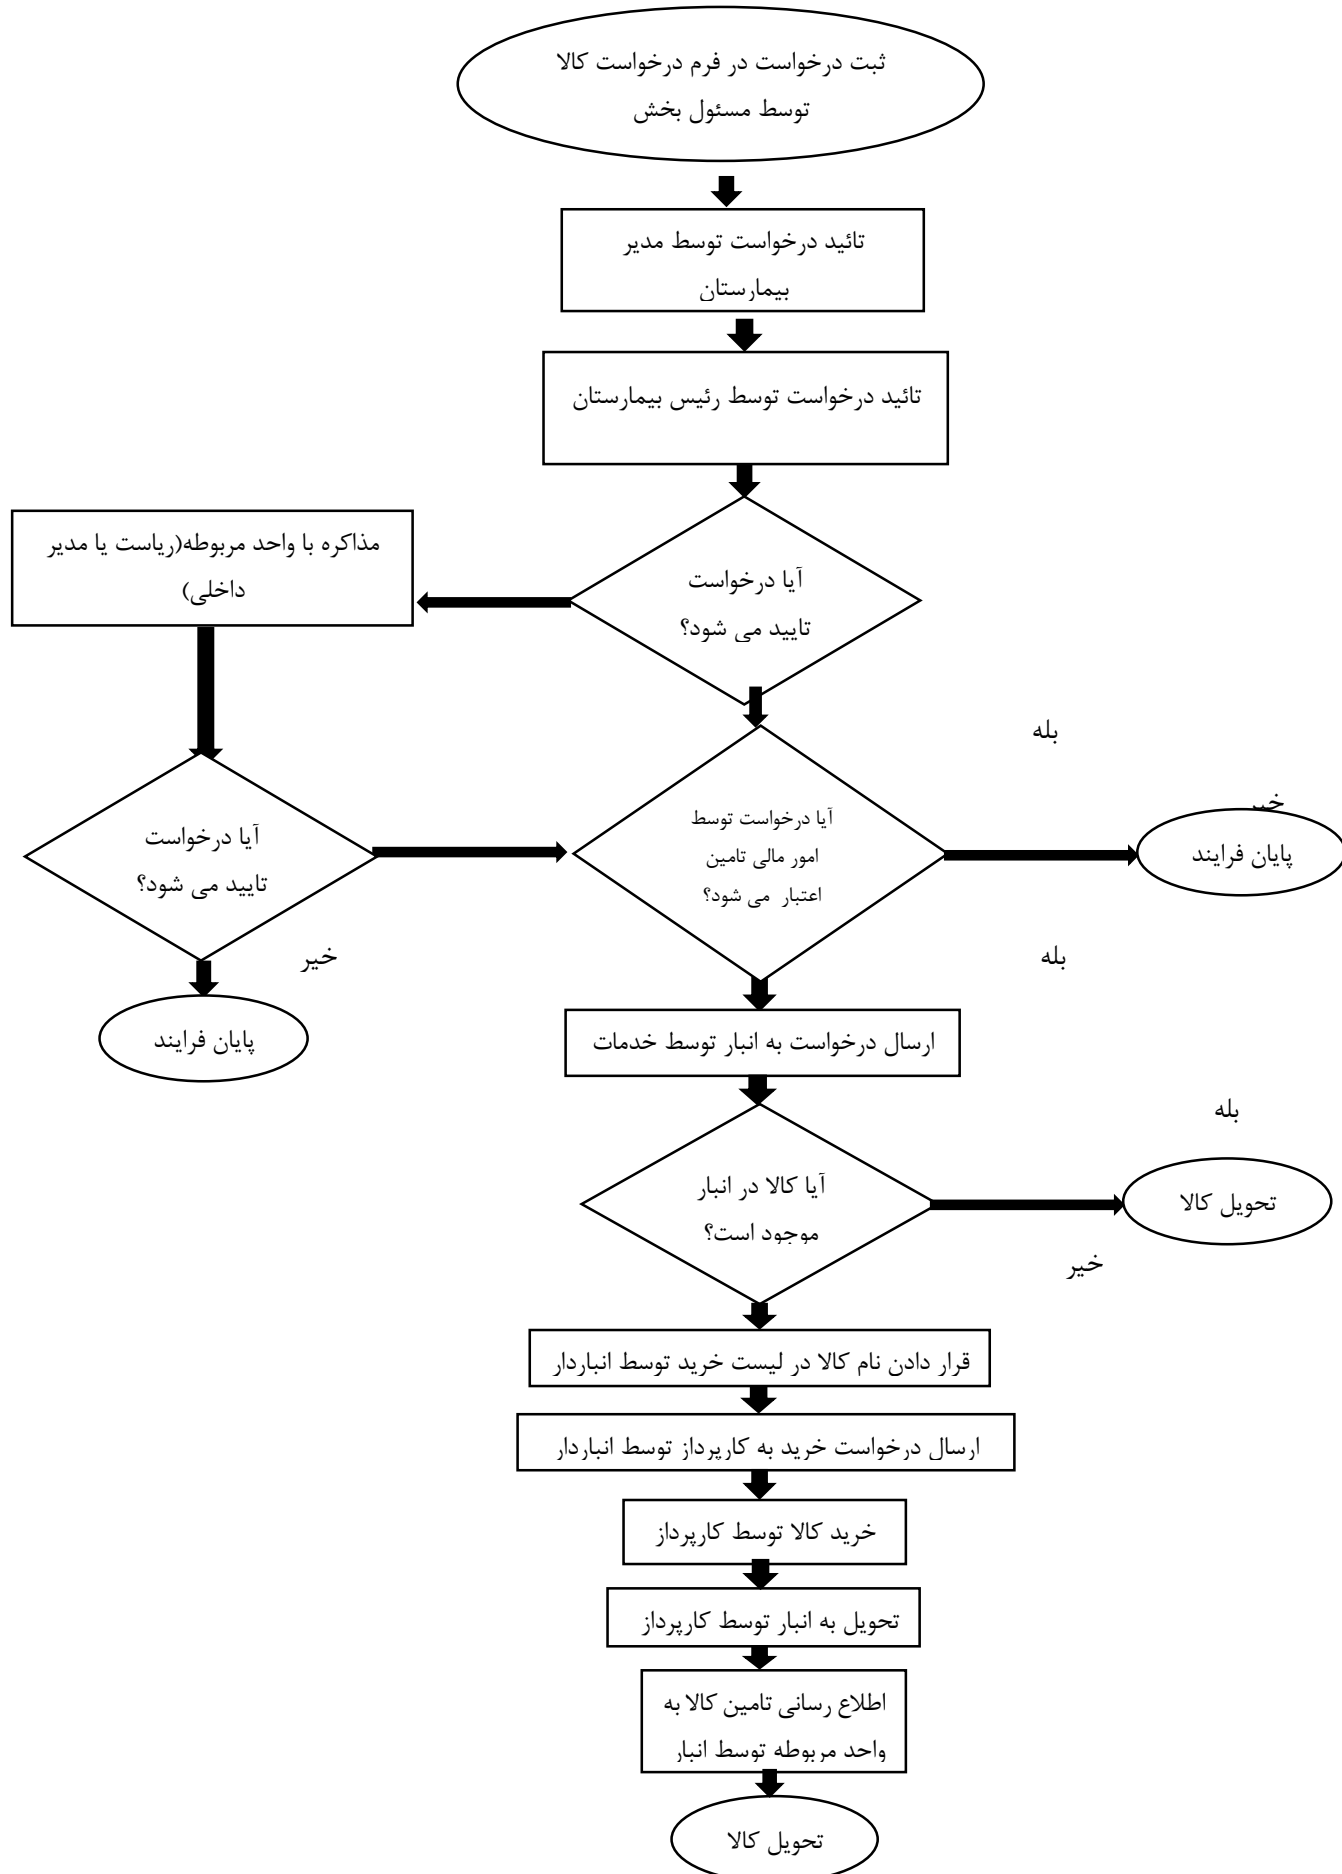 ثبت درخواست در فرم درخواست کالا
توسط مسئول بخش
تائید درخواست توسط مدیر
بیمارستان
تائید درخواست توسط رئیس بیمارستان
مذاکره با واحد مربوطه(ریاست یا مدیر
داخلی)
آیا درخواست
تایید می شود؟
بله
خیر
آیا درخواست توسط
امور مالی تامین
اعتبار می شود؟
پایان فرایند
آیا درخواست
تایید می شود؟
خیر
بله
پایان فرایند
ارسال درخواست به انبار توسط خدمات
بله
آیا کالا در انبار
موجود است؟
تحویل کالا
خیر
قرار دادن نام کالا در لیست خرید توسط انباردار
ارسال درخواست خرید به کارپرداز توسط انباردار
خرید کالا توسط کارپرداز
تحویل به انبار توسط کارپرداز
اطلاع رسانی تامین کالا به
واحد مربوطه توسط انبار
تحویل کالا